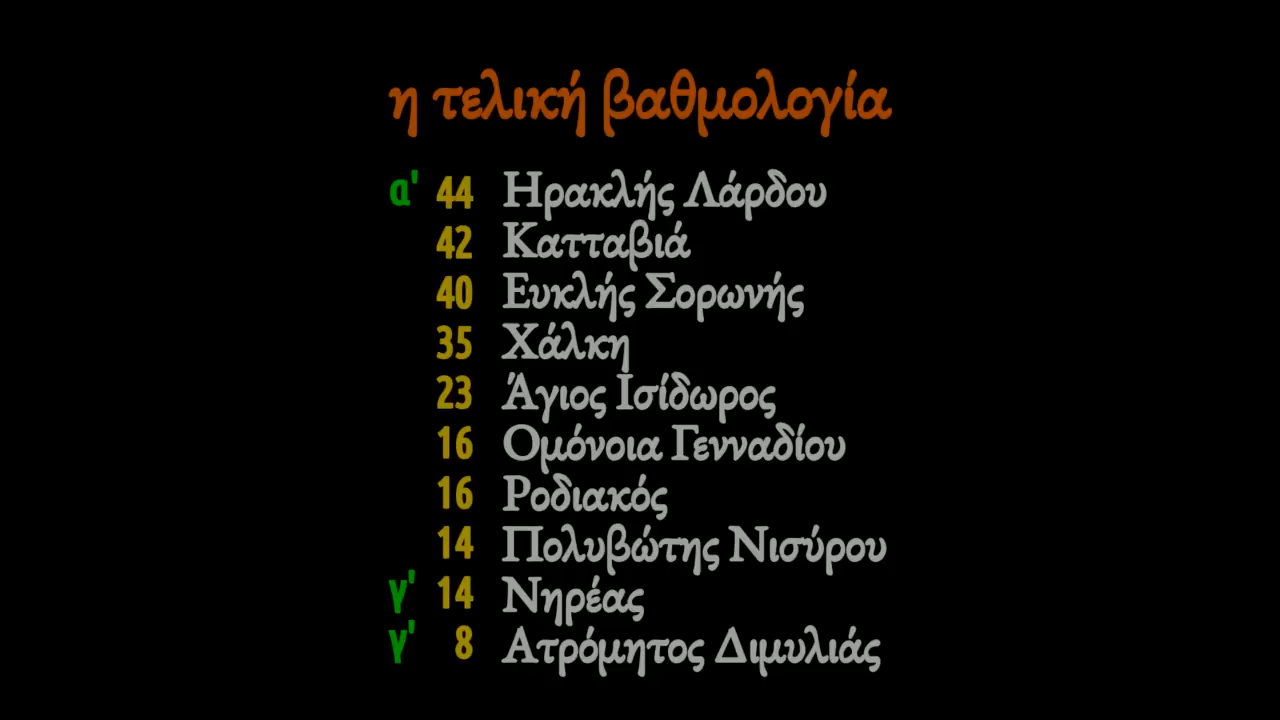 η τελική βαθμολογία
α' 44 Ηρακλής Λάρδου
42 Κατταβιά
40 Ευκλής Σορωνής
35 Χάλκη
23 Άγιος Ισίδωρος
16 Ομόνοια Γενναδίου
16 Ροδιακός
14 Πολυβώτης Νισύρου
γ' 14 Νηρέας
γ' 8 Ατρόμητος Διμυλιάς